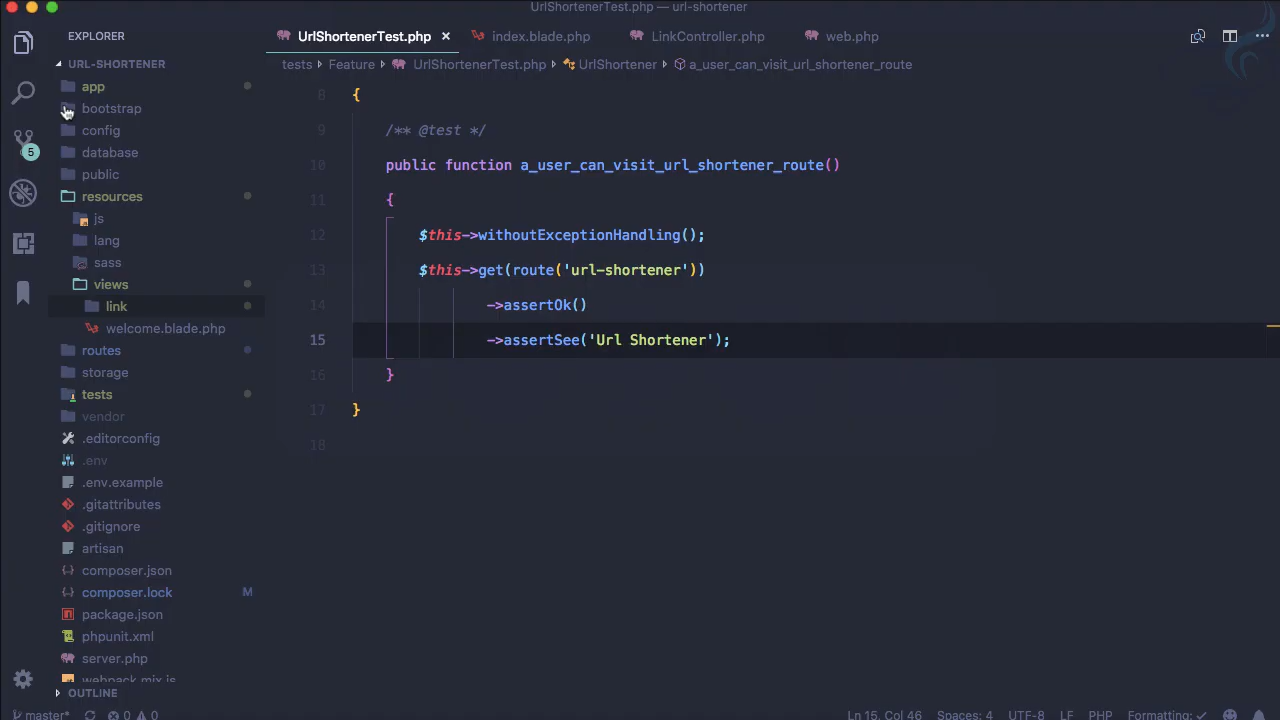 UrlShortenerTest.php — url-shortener
EXPLORER
UrlShortenerTest.php
index.blade.php
LinkController.php
web.php
tests
Feature
UrlShortenerTest.php
UrlShortener
a_user_can_visit_url_shortener_route
URL-SHORTENER
app
bootstrap
config
database
public
resources
js
lang
sass
views
link
welcome.blade.php
routes
storage
tests
vendor
.editorconfig
.env
.env.example
.gitattributes
.gitignore
artisan
composer.json
composer.lock M
package.json
phpunit.xml
server.php
webpack.mix.js
OUTLINE
5
8 {
9 /** @test */
10 public function a_user_can_visit_url_shortener_route()
11 {
12 $this->withoutExceptionHandling();
13 $this->get(route('url-shortener'))
14 ->assertOk()
15 ->assertSee('Url Shortener');
16 }
17 }
18
master* 0 0 Ln 15, Col 46 Spaces: 4 UTF-8 LF PHP Formatting: ✓